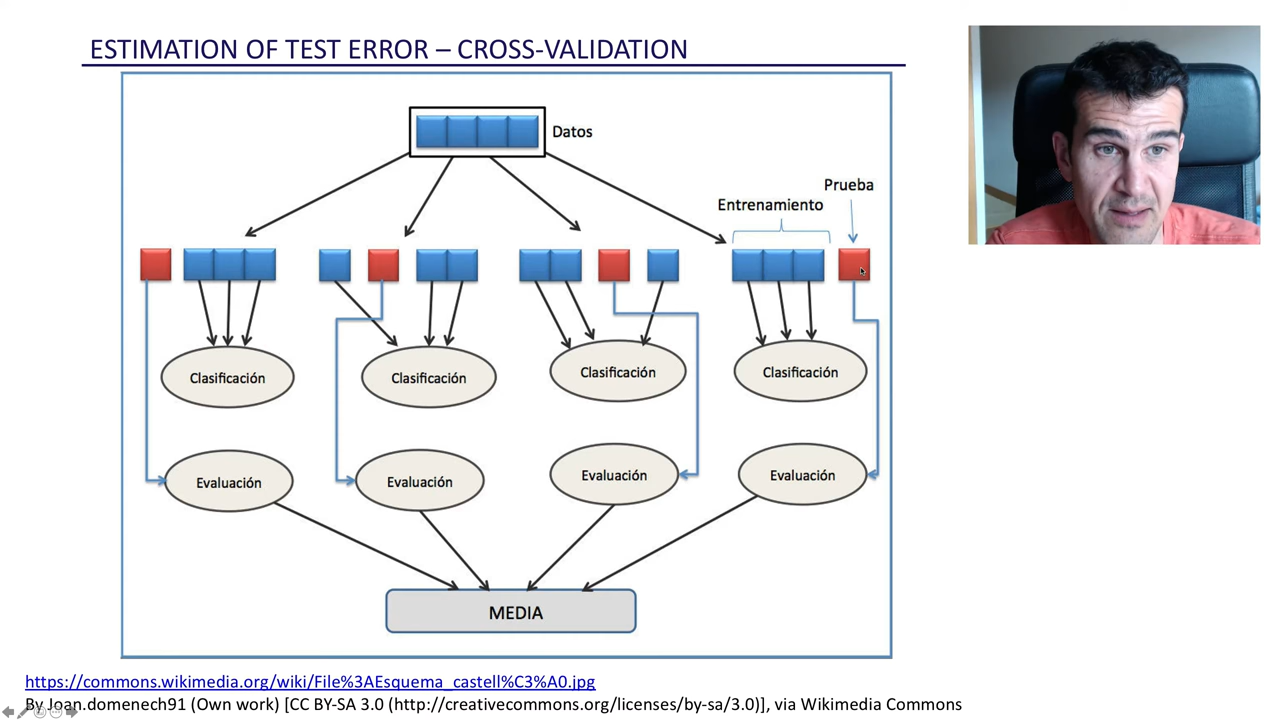 ESTIMATION OF TEST ERROR – CROSS-VALIDATION
Datos
Prueba
Entrenamiento
Clasificación
Clasificación
Clasificación
Clasificación
Evaluación
Evaluación
Evaluación
Evaluación
MEDIA
https://commons.wikimedia.org/wiki/File%3AEsquema_castell%C3%A0.jpg
By Joan.domenech91 (Own work) [CC BY-SA 3.0 (http://creativecommons.org/licenses/by-sa/3.0)], via Wikimedia Commons